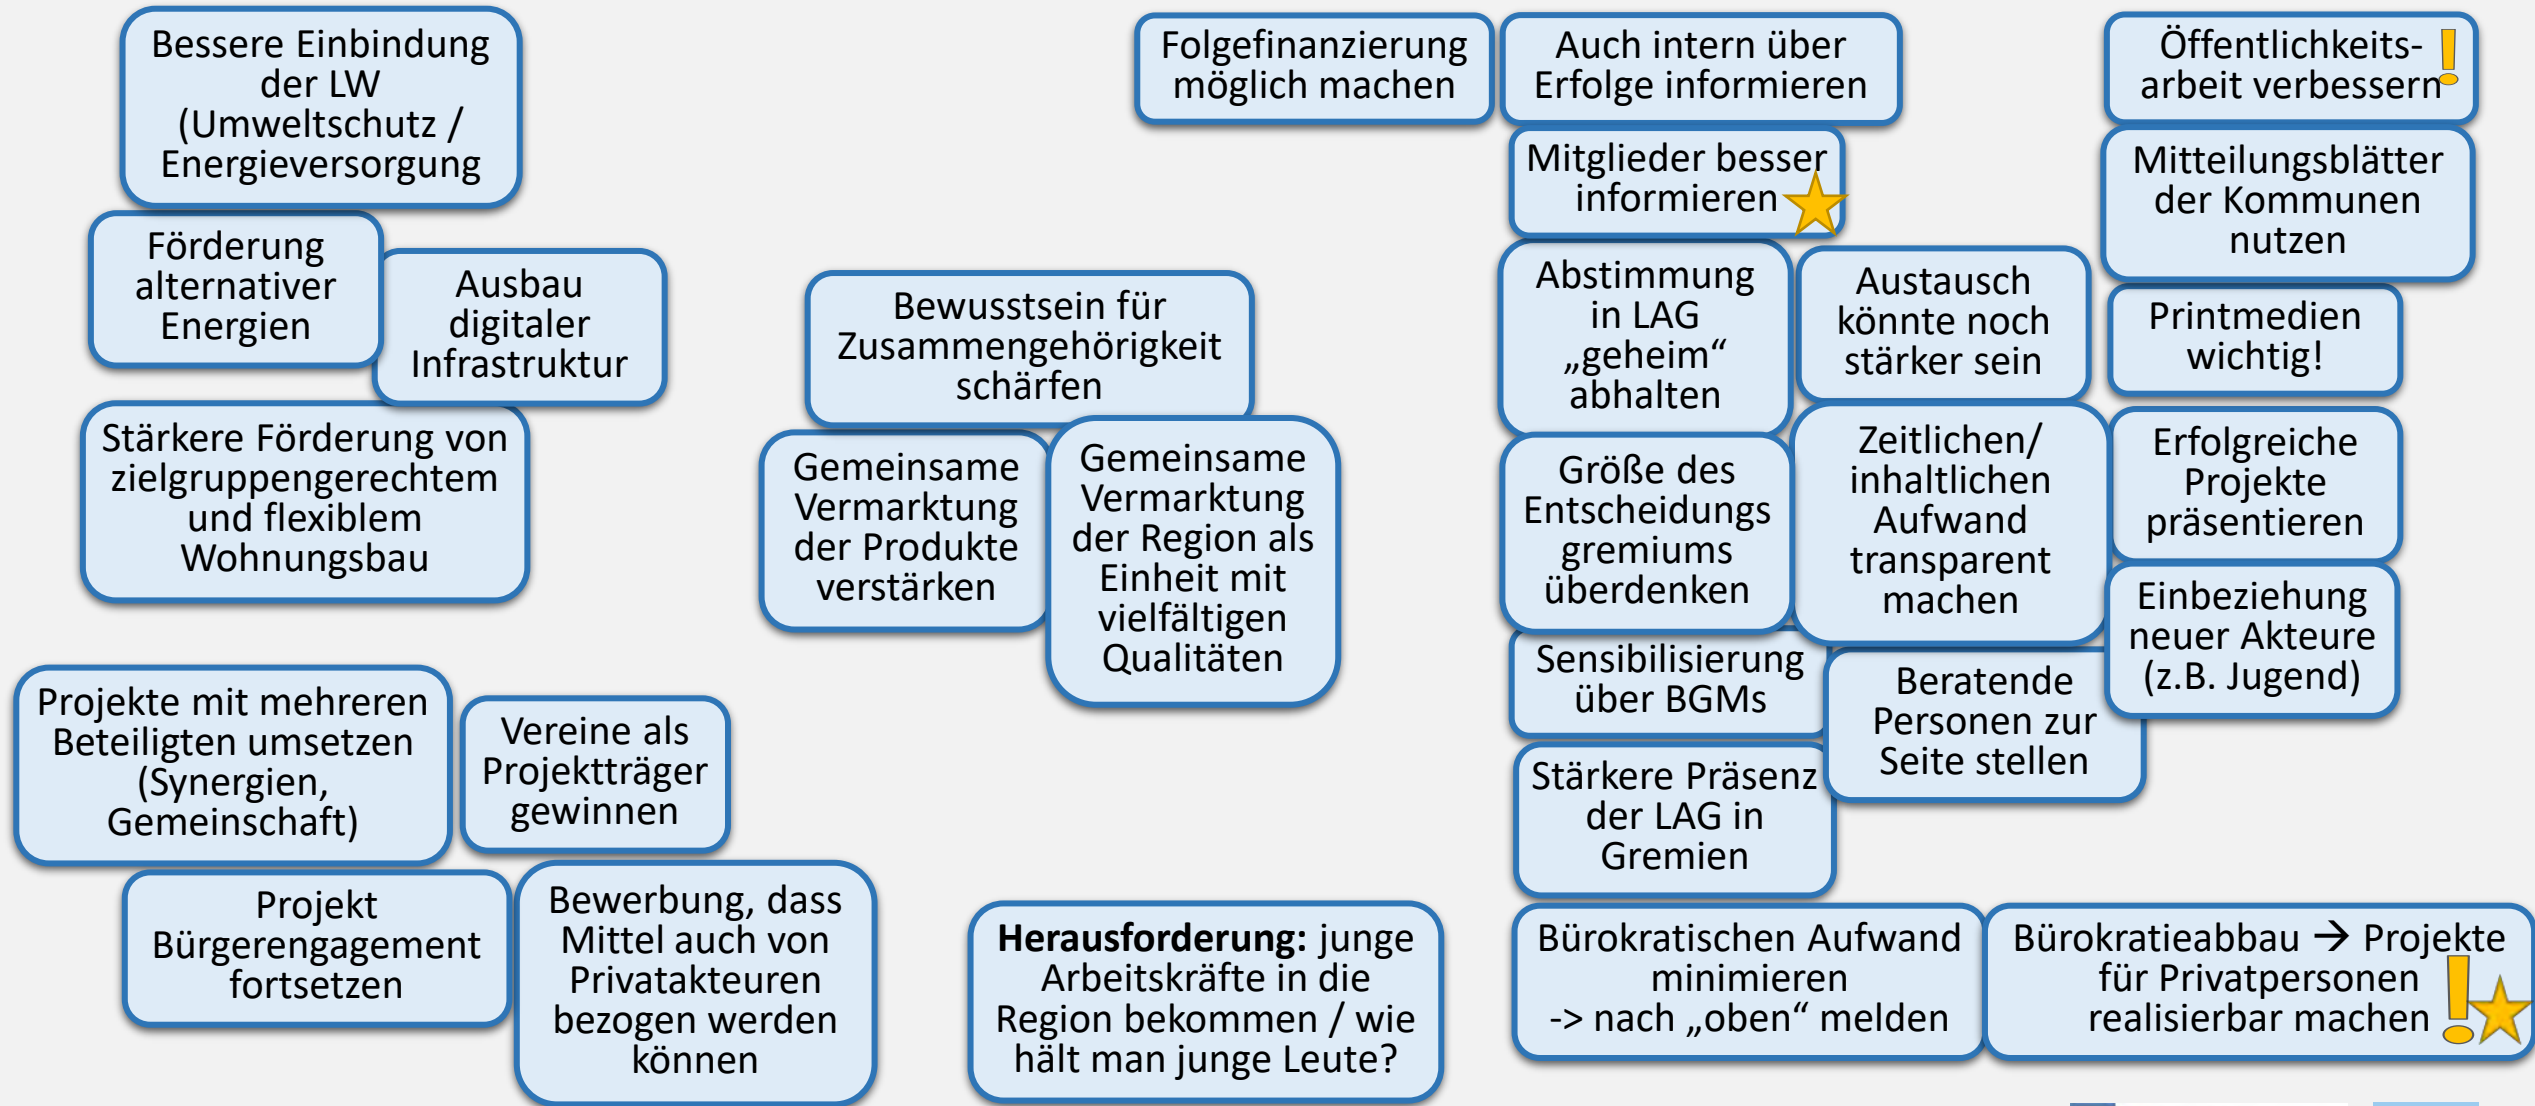 Bessere Einbindung
der LW
(Umweltschutz /
Energieversorgung
Förderung
alternativer
Energien
Ausbau
digitaler
Infrastruktur
Stärkere Förderung von
zielgruppengerechtem
und flexiblem
Wohnungsbau
Projekte mit mehreren
Beteiligten umsetzen
(Synergien,
Gemeinschaft)
Vereine als
Projektträger
gewinnen
Projekt
Bürgerengagement
fortsetzen
Bewerbung, dass
Mittel auch von
Privatakteuren
bezogen werden
können
Bewusstsein für
Zusammengehörigkeit
schärfen
Gemeinsame
Vermarktung
der Produkte
verstärken
Gemeinsame
Vermarktung
der Region als
Einheit mit
vielfältigen
Qualitäten
Herausforderung: junge
Arbeitskräfte in die
Region bekommen / wie
hält man junge Leute?
Folgefinanzierung
möglich machen
Auch intern über
Erfolge informieren
Mitglieder besser
informieren
Abstimmung
in LAG
„geheim“
abhalten
Austausch
könnte noch
stärker sein
Größe des
Entscheidungs
gremiums
überdenken
Zeitlichen/
inhaltlichen
Aufwand
transparent
machen
Sensibilisierung
über BGMs
Beratende
Personen zur
Seite stellen
Stärkere Präsenz
der LAG in
Gremien
Öffentlichkeits-
arbeit verbessern
Mitteilungsblätter
der Kommunen
nutzen
Printmedien
wichtig!
Erfolgreiche
Projekte
präsentieren
Einbeziehung
neuer Akteure
(z.B. Jugend)
Bürokratischen Aufwand
minimieren
-> nach „oben“ melden
Bürokratieabbau → Projekte
für Privatpersonen
realisierbar machen